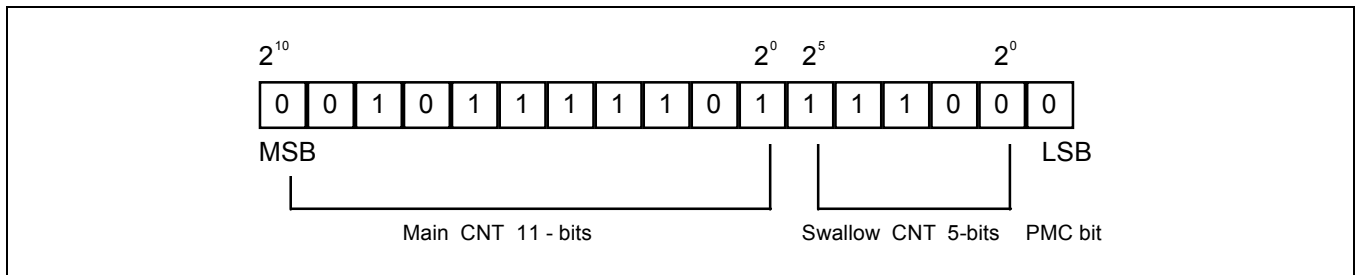 2¹⁰ 2⁰ 2⁵ 2⁰
0 0 1 0 1 1 1 1 1 0 1 1 1 1 0 0 0
MSB LSB
Main CNT 11 - bits Swallow CNT 5-bits PMC bit